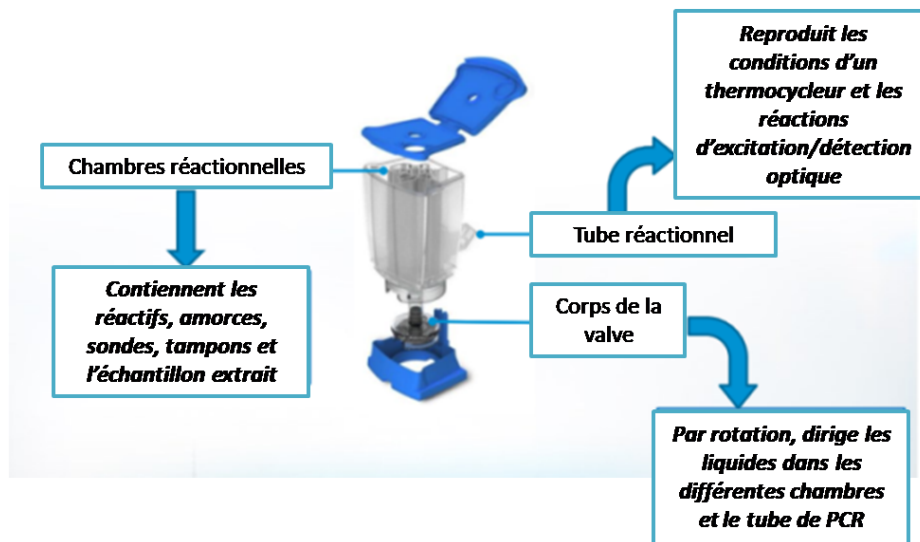 Reproduit les
conditions d'un
thermocycleur et les
réactions
d'excitation/détection
optique
Chambres réactionnelles
Tube réactionnel
Contiennent les
réactifs, amorces,
sondes, tampons et
l'échantillon extrait
Corps de la
valve
Par rotation, dirige les
liquides dans les
différentes chambres
et le tube de PCR